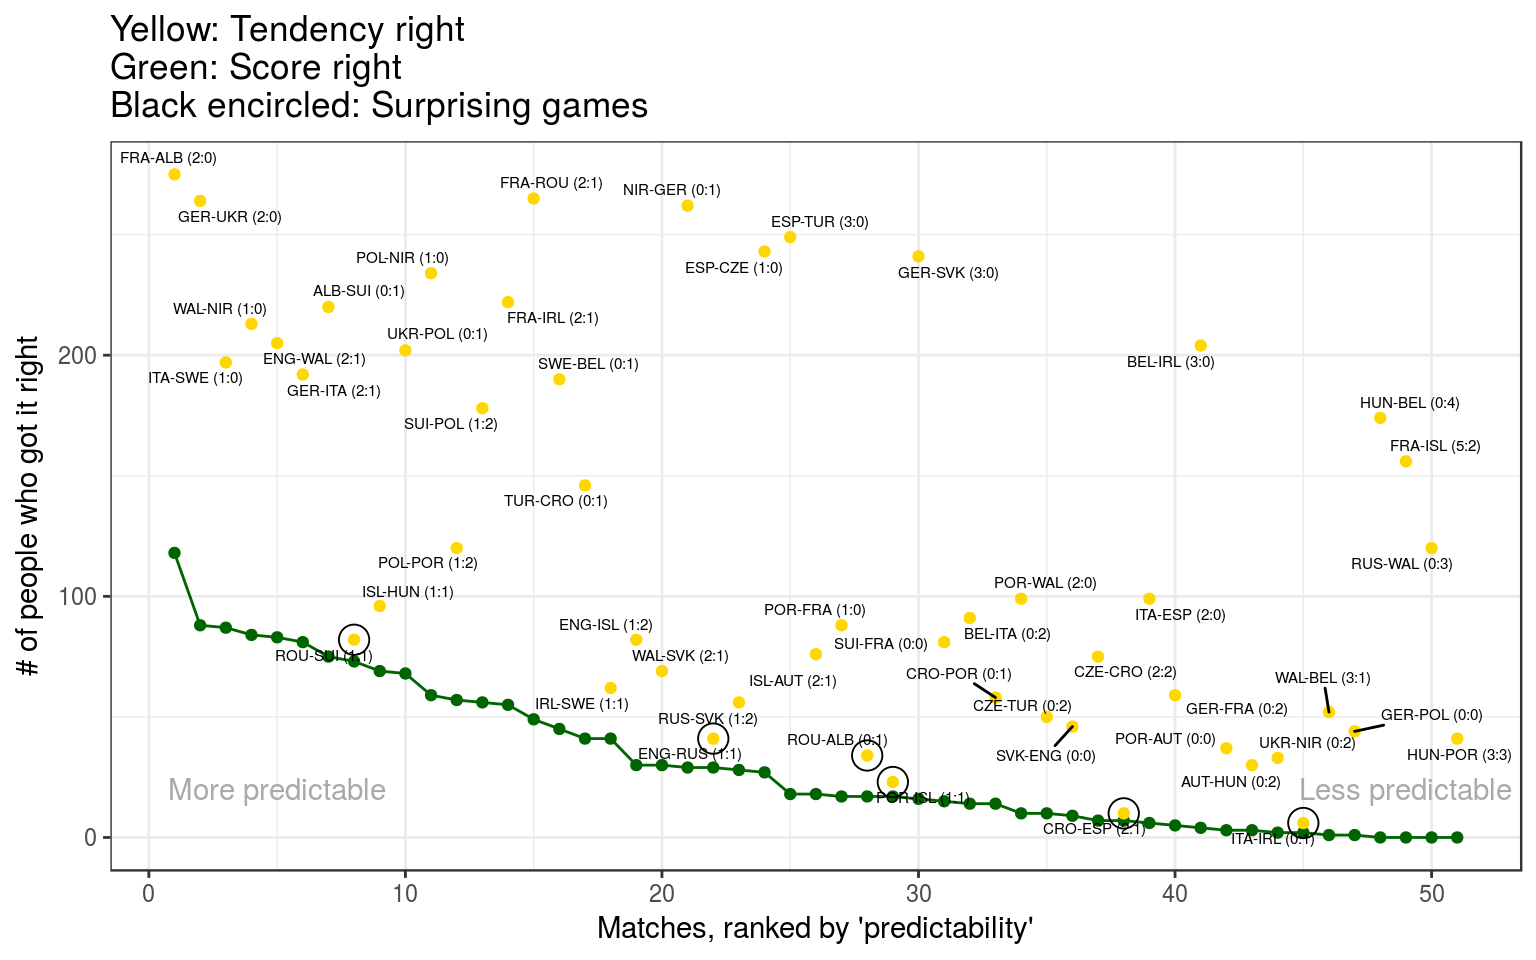 Yellow: Tendency right
Green: Score right
Black encircled: Surprising games
FRA-ALB (2:0)
GER-UKR (2:0)
FRA-ROU (2:1)
NIR-GER (0:1)
ESP-TUR (3:0)
POL-NIR (1:0)
ESP-CZE (1:0)
GER-SVK (3:0)
ALB-SUI (0:1)
WAL-NIR (1:0)
FRA-IRL (2:1)
UKR-POL (0:1)
ENG-WAL (2:1)
SWE-BEL (0:1)
BEL-IRL (3:0)
ITA-SWE (1:0)
GER-ITA (2:1)
HUN-BEL (0:4)
SUI-POL (1:2)
FRA-ISL (5:2)
TUR-CRO (0:1)
POL-POR (1:2)
RUS-WAL (0:3)
ISL-HUN (1:1)
POR-WAL (2:0)
POR-FRA (1:0)
ITA-ESP (2:0)
ENG-ISL (1:2)
BEL-ITA (0:2)
SUI-FRA (0:0)
ROU-SUI (1:1)
WAL-SVK (2:1)
CRO-POR (0:1)
CZE-CRO (2:2)
WAL-BEL (3:1)
ISL-AUT (2:1)
IRL-SWE (1:1)
CZE-TUR (0:2)
GER-FRA (0:2)
GER-POL (0:0)
RUS-SVK (1:2)
ROU-ALB (0:1)
POR-AUT (0:0)
UKR-NIR (0:2)
ENG-RUS (1:1)
SVK-ENG (0:0)
HUN-POR (3:3)
AUT-HUN (0:2)
More predictable
Less predictable
POR-ISL (1:1)
CRO-ESP (2:1)
ITA-IRL (0:1)
200
100
0
# of people who got it right
0 10 20 30 40 50
Matches, ranked by 'predictability'